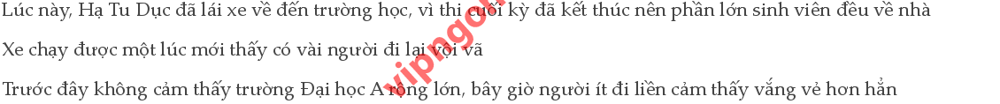 Lúc này, Hạ Tu Dục đã lái xe về đến trường học, vì thi cuối kỳ đã kết thúc nên phần lớn sinh viên đều về nhà
Xe chạy được một lúc mới thấy có vài người đi lại vội vã
Trước đây không cảm thấy trường Đại học A rộng lớn, bây giờ người ít đi liền cảm thấy vắng vẻ hơn hẳn